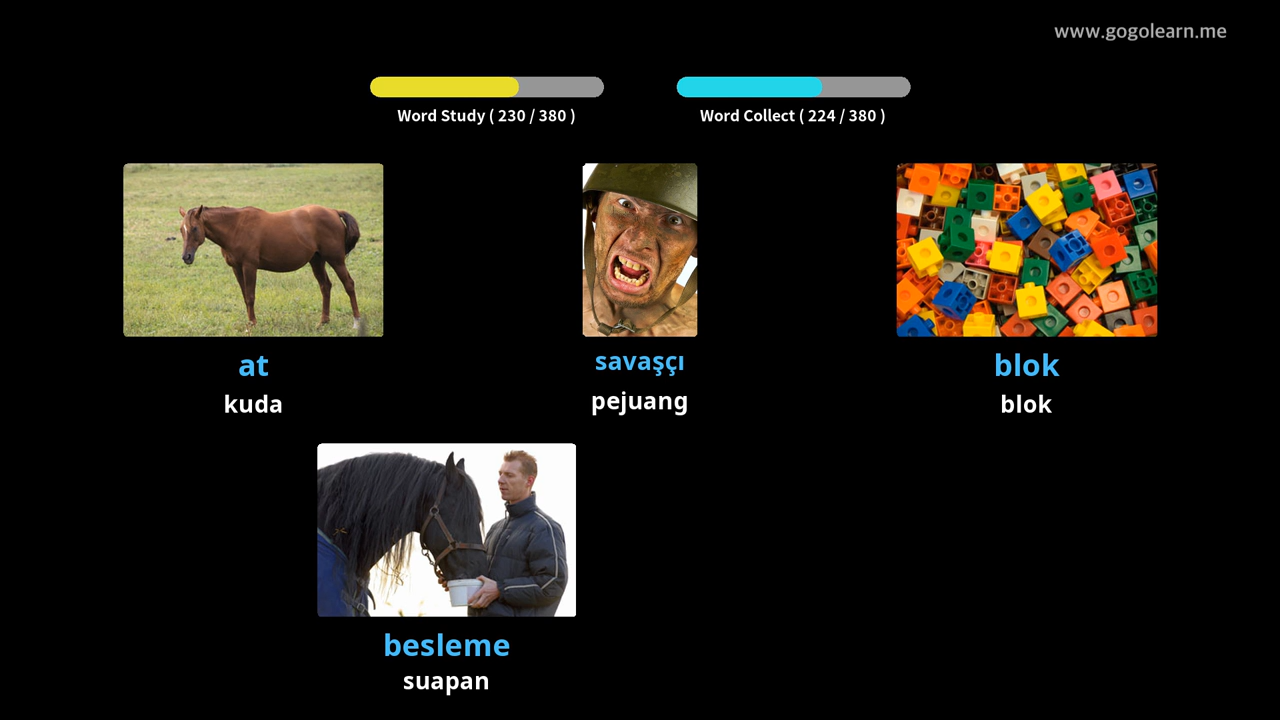 www.gogolearn.me
Word Study ( 230 / 380 )
Word Collect ( 224 / 380 )
at
kuda
savaşçı
pejuang
blok
blok
besleme
suapan